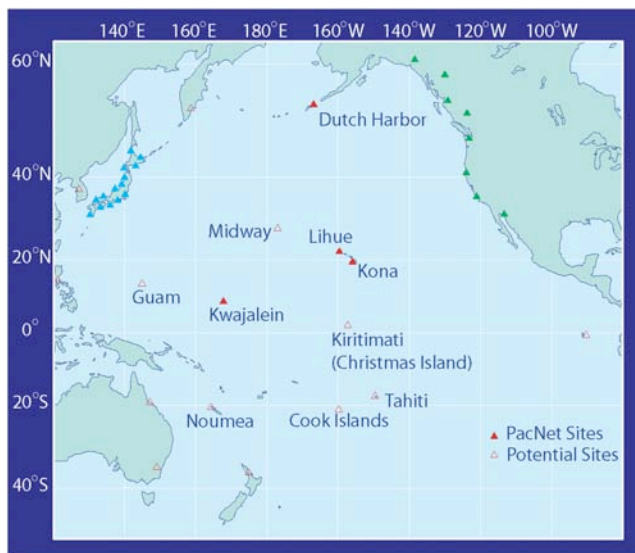 140°E 160°E 180°E 160°W 140°W 120°W 100°W
60°N
Dutch Harbor
40°N
Midway
Lihue
20°N
Kona
Guam
Kwajalein
0°
Kiritimati
(Christmas Island)
Tahiti
20°S
Noumea
Cook Islands
PacNet Sites
Potential Sites
40°S